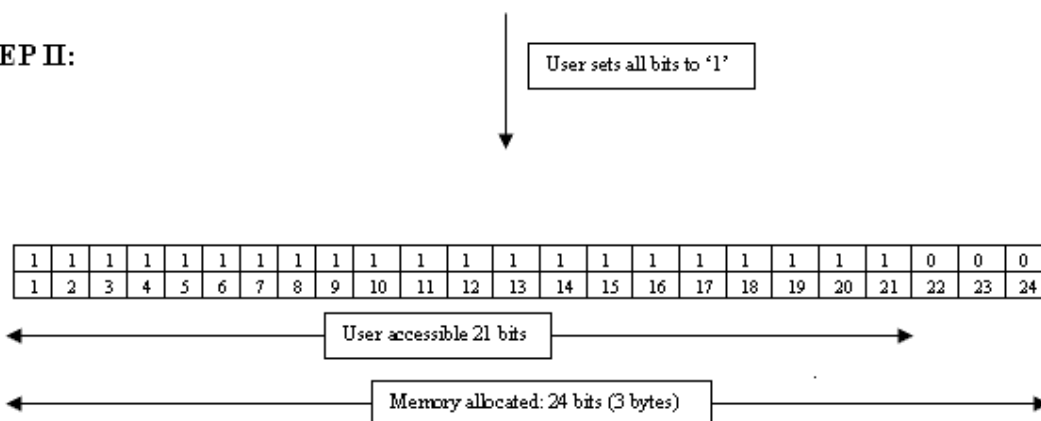 EP II:
User sets all bits to ‘1’
1 1 1 1 1 1 1 1 1 1 1 1 1 1 1 1 1 1 1 1 1 0 0 0
1 2 3 4 5 6 7 8 9 10 11 12 13 14 15 16 17 18 19 20 21 22 23 24
User accessible 21 bits
Memory allocated: 24 bits (3 bytes)